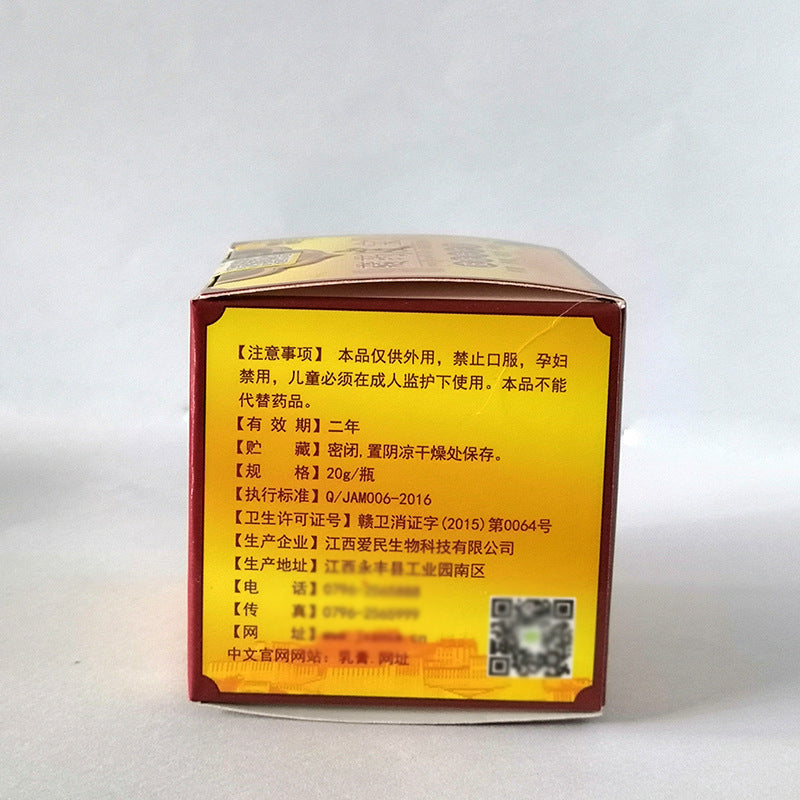 【注意事项】 本品仅供外用，禁止口服，孕妇
禁用，儿童必须在成人监护下使用。本品不能
代替药品。
【有 效 期】二年
【贮 藏】密闭,置阴凉干燥处保存。
【规 格】20g/瓶
【执行标准】Q/JAM006-2016
【卫生许可证号】赣卫消证字(2015)第0064号
【生产企业】江西爱民生物科技有限公司
【生产地址】江西永丰县工业园南区
【电 话】
【传 真】
【网 址】
中文官网网站：乳膏.网址